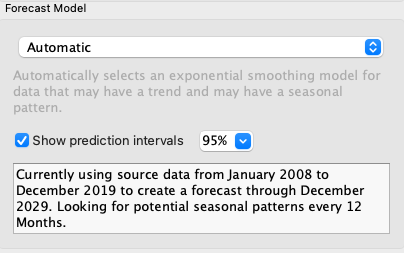 Forecast Model
Automatic
Automatically selects an exponential smoothing model for
data that may have a trend and may have a seasonal
pattern.
Show prediction intervals 95%
Currently using source data from January 2008 to
December 2019 to create a forecast through December
2029. Looking for potential seasonal patterns every 12
Months.